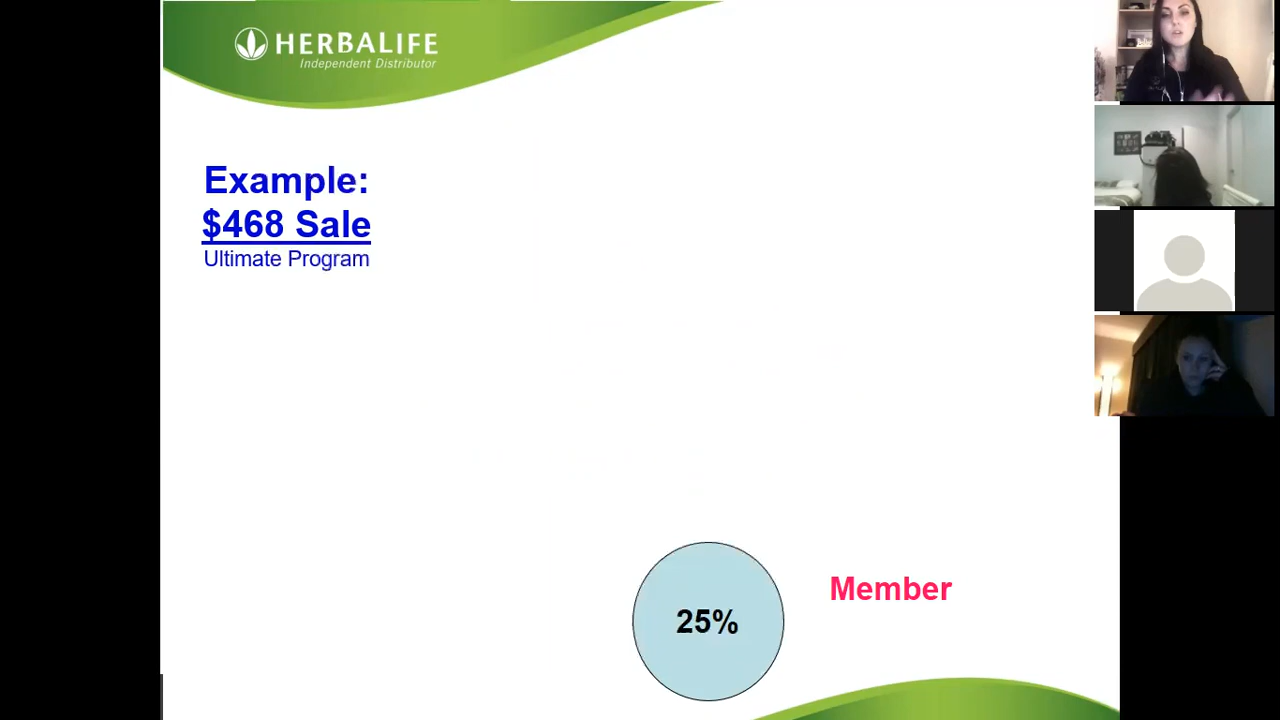 HERBALIFE
Independent Distributor
Example:
$468 Sale
Ultimate Program
25%
Member